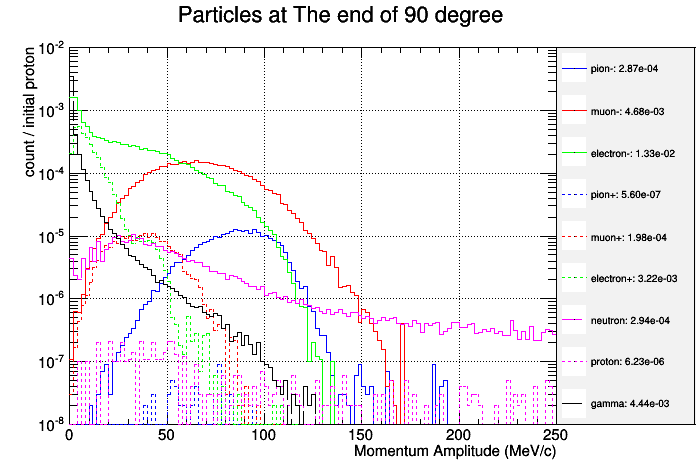 Particles at The end of 90 degree
count / initial proton
10-2
10-3
10-4
10-5
10-6
10-7
10-8
0 50 100 150 200 250
Momentum Amplitude (MeV/c)
pion-: 2.87e-04
muon-: 4.68e-03
electron-: 1.33e-02
pion+: 5.60e-07
muon+: 1.98e-04
electron+: 3.22e-03
neutron: 2.94e-04
proton: 6.23e-06
gamma: 4.44e-03